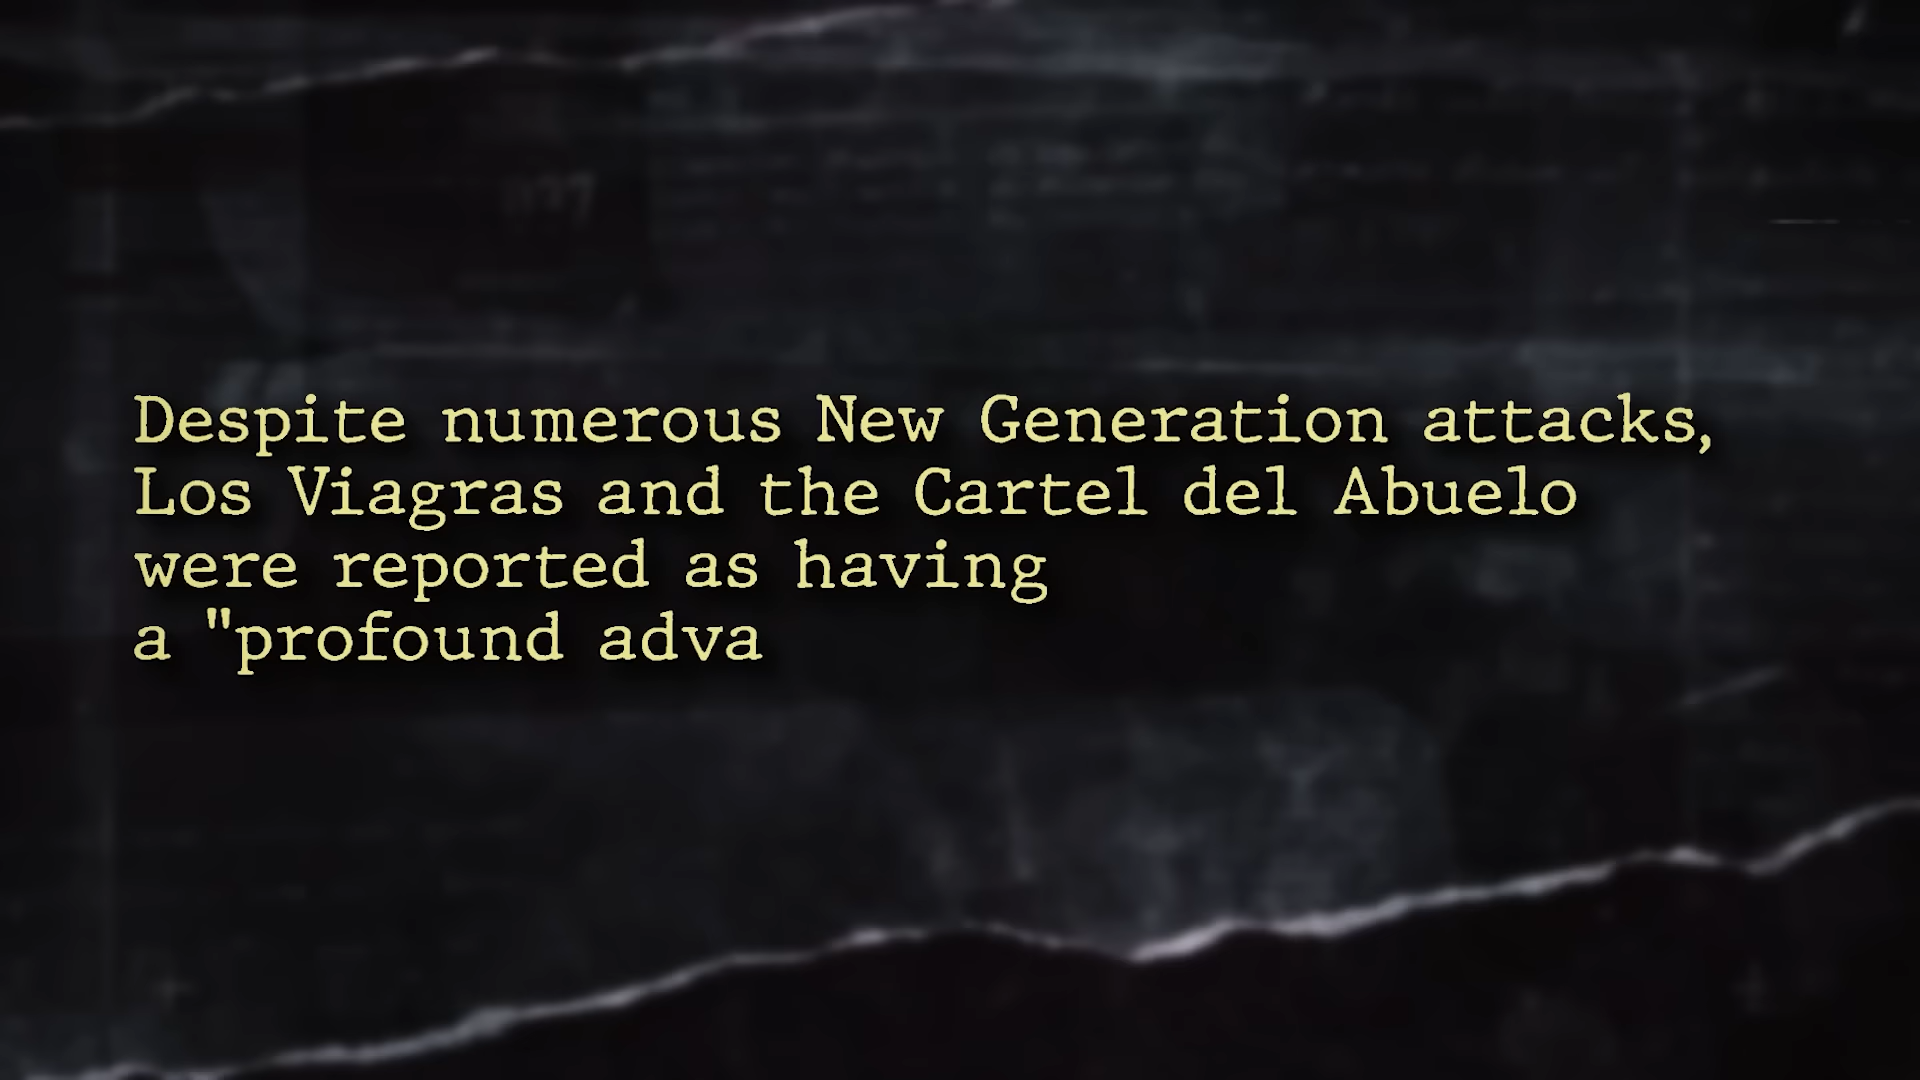 Despite numerous New Generation attacks,
Los Viagras and the Cartel del Abuelo
were reported as having
a "profound adva